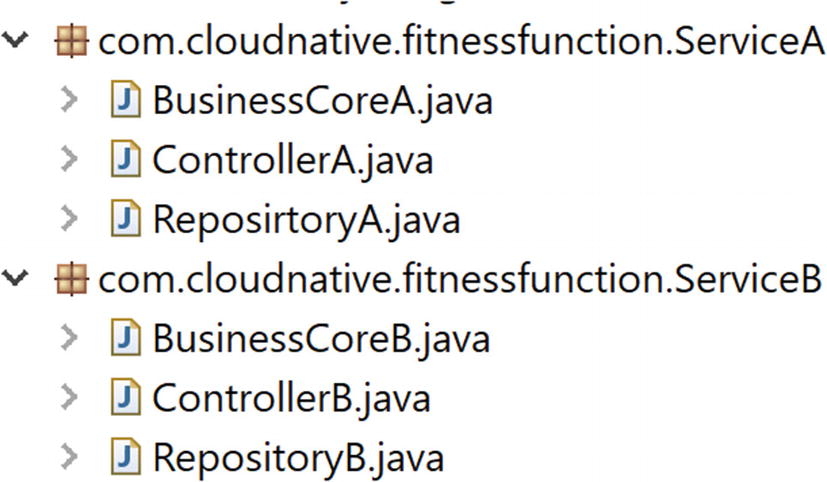 com.cloudnative.fitnessfunction.ServiceA
BusinessCoreA.java
ControllerA.java
ReposirtoryA.java
com.cloudnative.fitnessfunction.ServiceB
BusinessCoreB.java
ControllerB.java
RepositoryB.java